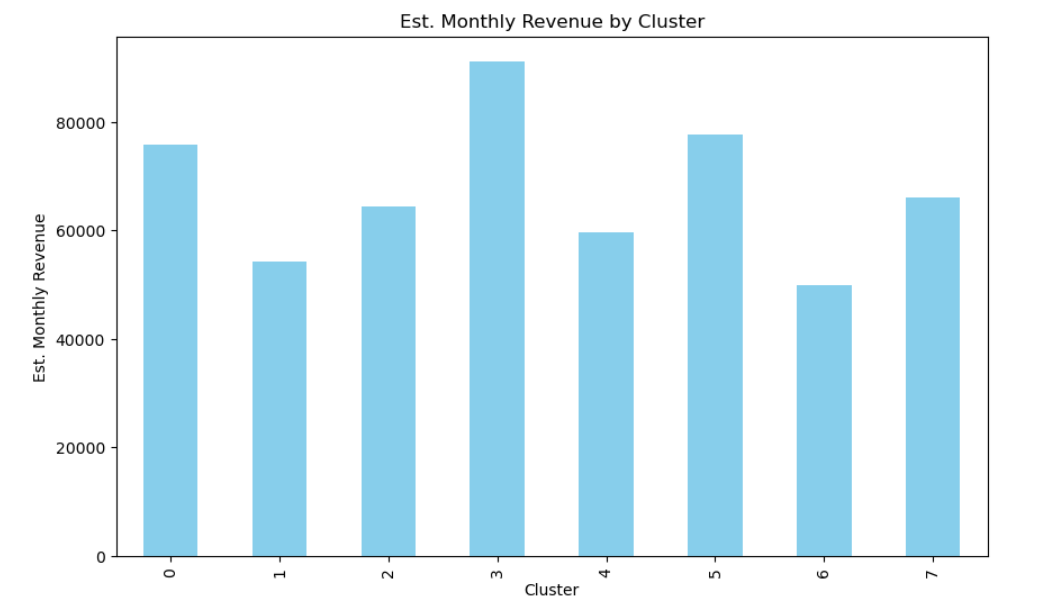 Est. Monthly Revenue by Cluster
Est. Monthly Revenue
80000
60000
40000
20000
0
0 1 2 3 4 5 6 7
Cluster